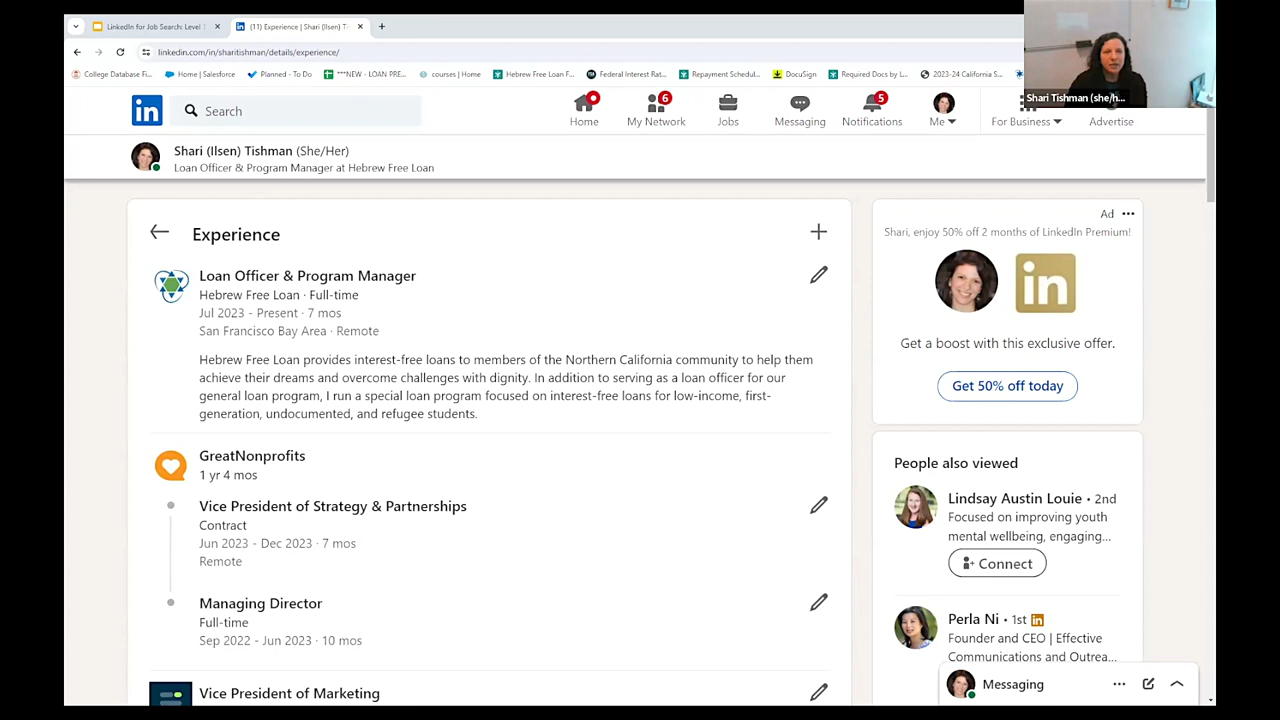 LinkedIn for Job Search: Level
(11) Experience | Shari (Ilsen) Ti
linkedin.com/in/sharitishman/details/experience/
College Database Fi...
Home | Salesforce
Planned - To Do
***NEW - LOAN PRE...
courses | Home
Hebrew Free Loan F...
Federal Interest Rat...
Repayment Schedul...
DocuSign
Required Docs by L...
2023-24 California S...
Shari Tishman (she/h...
in
Search
Home
6
My Network
Jobs
Messaging
5
Notifications
Me
For Business
Advertise
Shari (Ilsen) Tishman (She/Her)
Loan Officer & Program Manager at Hebrew Free Loan
Experience
Loan Officer & Program Manager
Hebrew Free Loan · Full-time
Jul 2023 - Present · 7 mos
San Francisco Bay Area · Remote
Hebrew Free Loan provides interest-free loans to members of the Northern California community to help them
achieve their dreams and overcome challenges with dignity. In addition to serving as a loan officer for our
general loan program, I run a special loan program focused on interest-free loans for low-income, first-
generation, undocumented, and refugee students.
GreatNonprofits
1 yr 4 mos
Vice President of Strategy & Partnerships
Contract
Jun 2023 - Dec 2023 · 7 mos
Remote
Managing Director
Full-time
Sep 2022 - Jun 2023 · 10 mos
Vice President of Marketing
Ad
Shari, enjoy 50% off 2 months of LinkedIn Premium!
in
Get a boost with this exclusive offer.
Get 50% off today
People also viewed
Lindsay Austin Louie • 2nd
Focused on improving youth
mental wellbeing, engaging...
Connect
Perla Ni • 1st in
Founder and CEO | Effective
Communications and Outrea...
Messaging